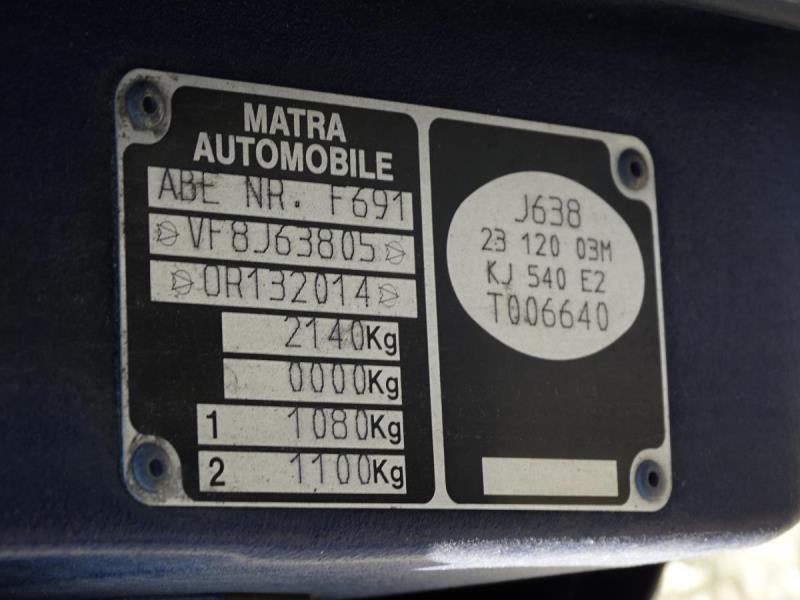 MATRA
AUTOMOBILE
ABE NR. F691
VF8J63805
0R132014
2140Kg
0000Kg
1 1080Kg
2 1100Kg
J638
23 120 03M
KJ 540 E2
T006640